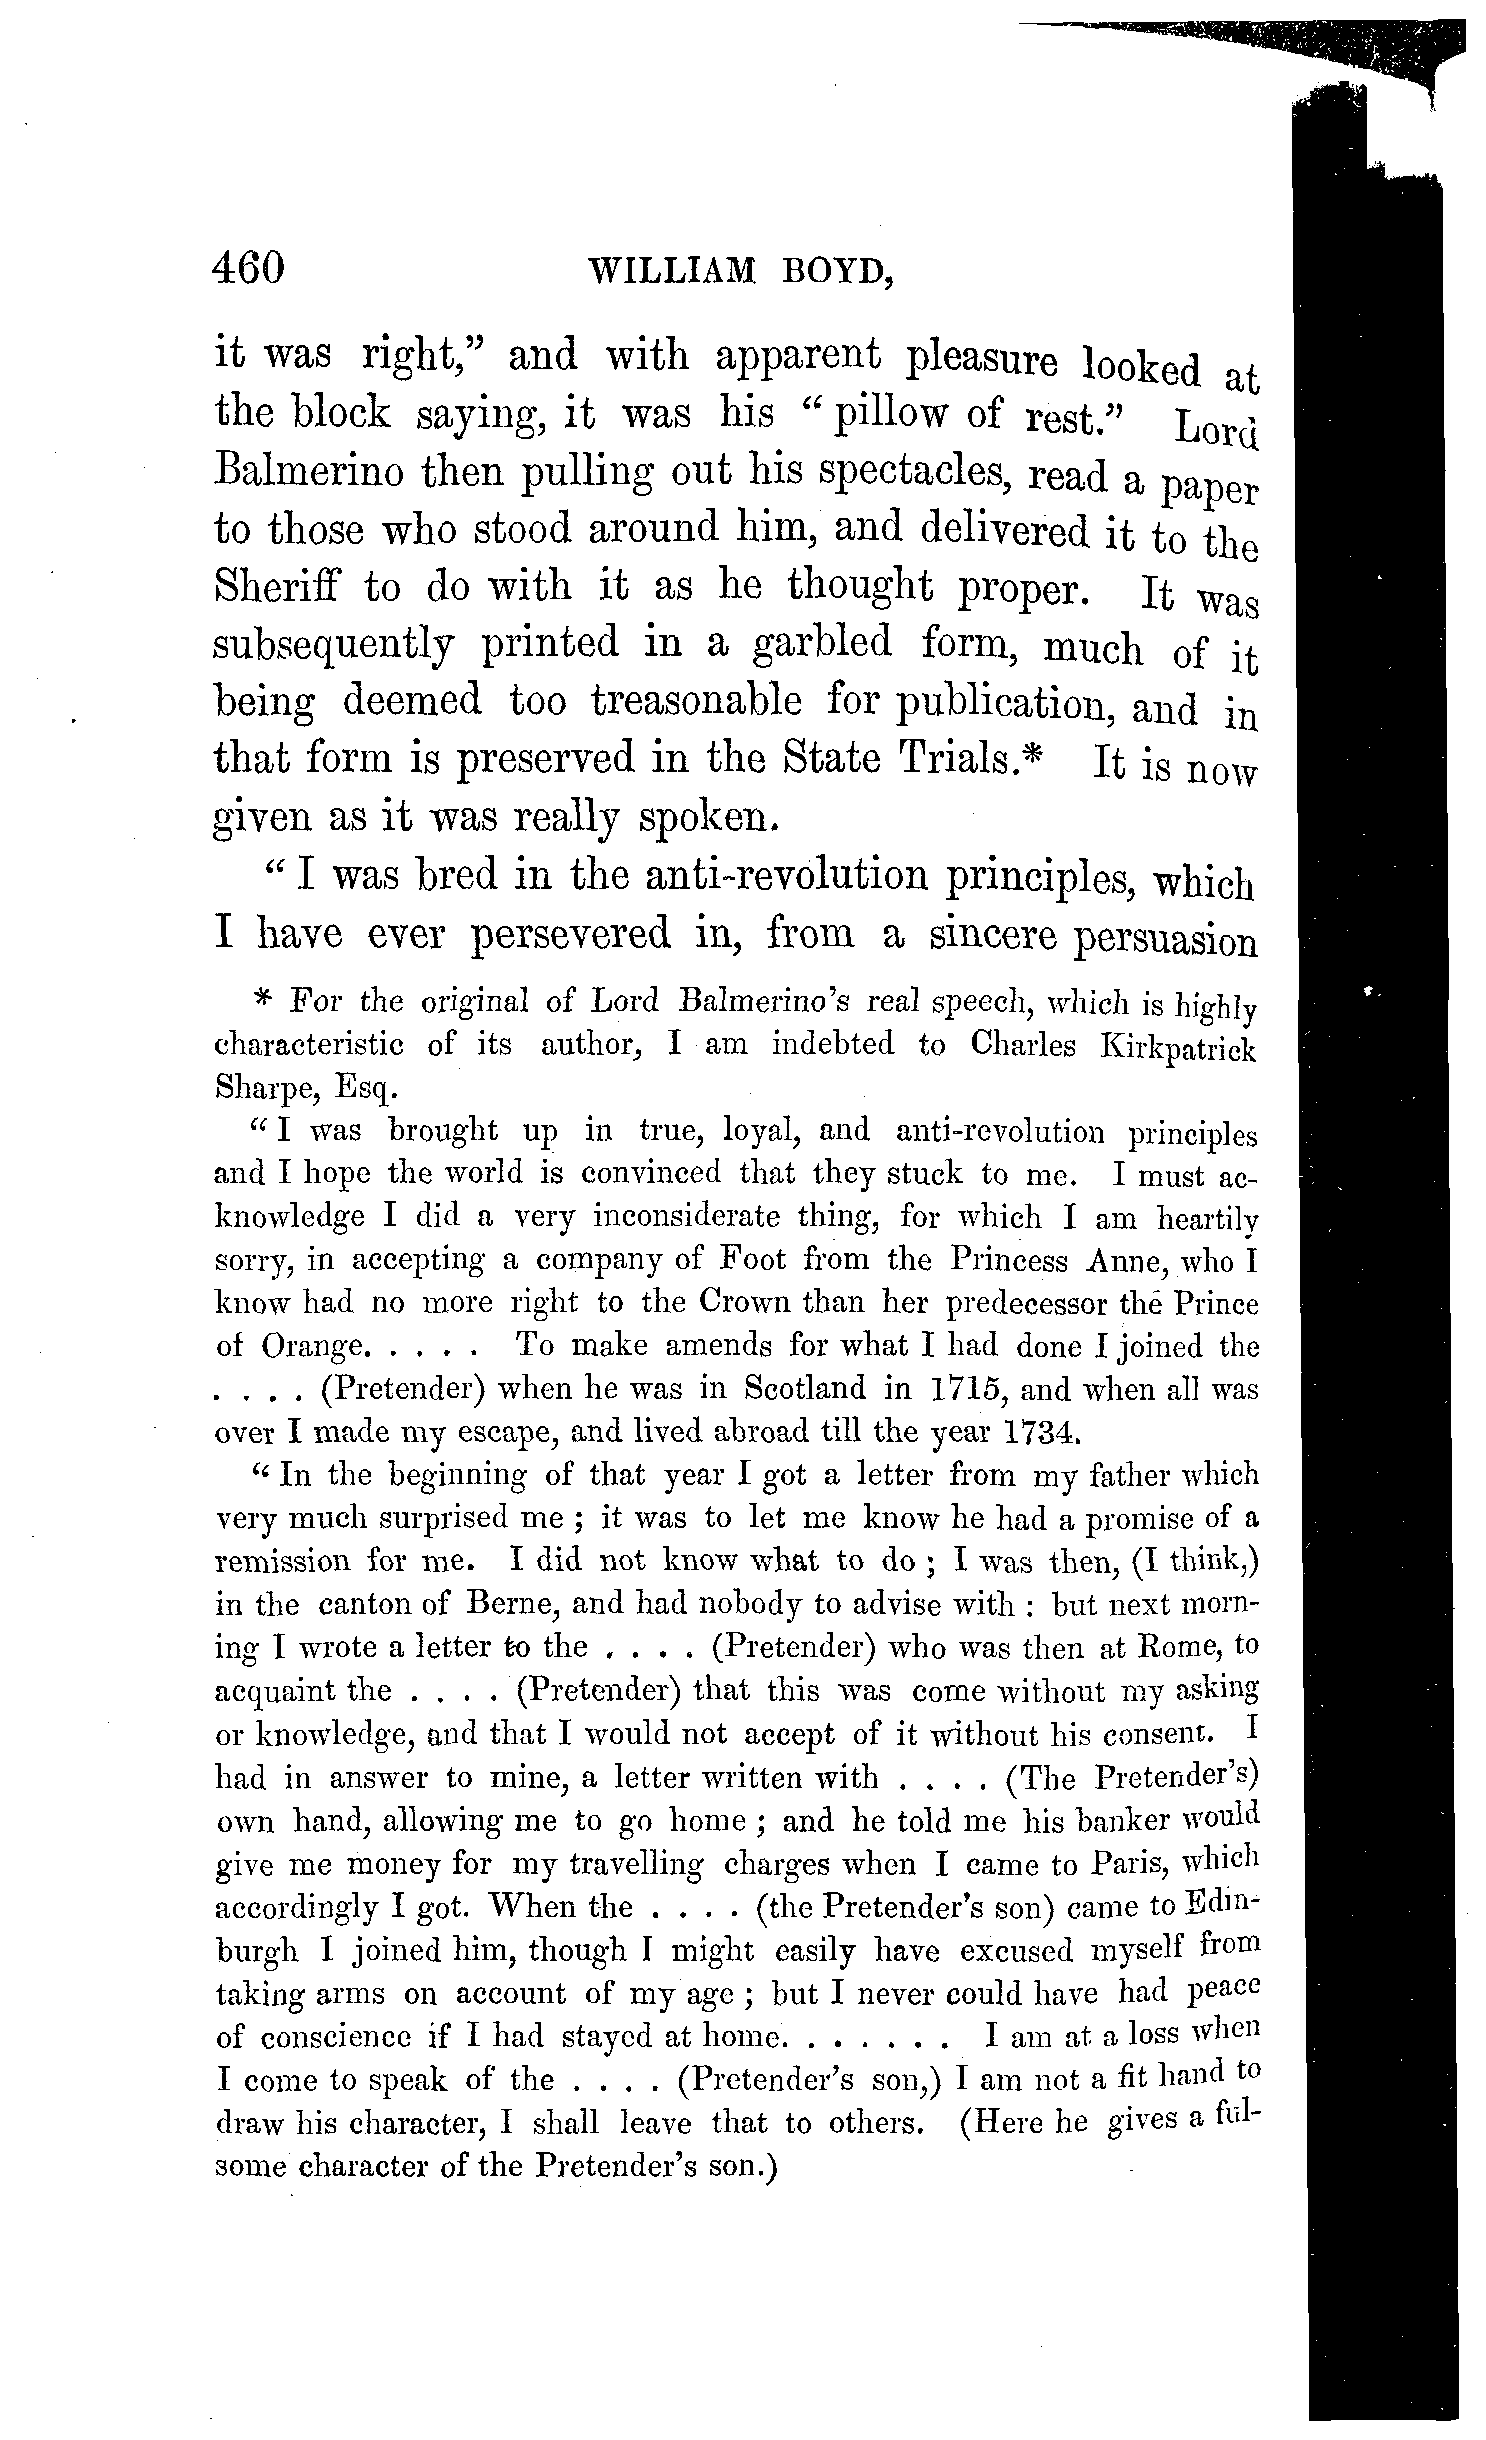 460 WILLIAM BOYD,
it was right,” and with apparent pleasure looked at
the block saying, it was his “pillow of rest.” Lord
Balmerino then pulling out his spectacles, read a paper
to those who stood around him, and delivered it to the
Sheriff to do with it as he thought proper. It was
subsequently printed in a garbled form, much of it
being deemed too treasonable for publication, and in
that form is preserved in the State Trials.* It is now
given as it was really spoken.
“I was bred in the anti-revolution principles, which
I have ever persevered in, from a sincere persuasion
* For the original of Lord Balmerino’s real speech, which is highly
characteristic of its author, I am indebted to Charles Kirkpatrick
Sharpe, Esq.
“I was brought up in true, loyal, and anti-revolution principles
and I hope the world is convinced that they stuck to me. I must ac-
knowledge I did a very inconsiderate thing, for which I am heartily
sorry, in accepting a company of Foot from the Princess Anne, who I
know had no more right to the Crown than her predecessor the Prince
of Orange. . . . . To make amends for what I had done I joined the
. . . . (Pretender) when he was in Scotland in 1715, and when all was
over I made my escape, and lived abroad till the year 1734.
“In the beginning of that year I got a letter from my father which
very much surprised me ; it was to let me know he had a promise of a
remission for me. I did not know what to do ; I was then, (I think,)
in the canton of Berne, and had nobody to advise with : but next morn-
ing I wrote a letter to the . . . . (Pretender) who was then at Rome, to
acquaint the . . . . (Pretender) that this was come without my asking
or knowledge, and that I would not accept of it without his consent. I
had in answer to mine, a letter written with . . . . (The Pretender’s)
own hand, allowing me to go home ; and he told me his banker would
give me money for my travelling charges when I came to Paris, which
accordingly I got. When the . . . . (the Pretender’s son) came to Edin-
burgh I joined him, though I might easily have excused myself from
taking arms on account of my age ; but I never could have had peace
of conscience if I had stayed at home. . . . . . . I am at a loss when
I come to speak of the . . . . (Pretender’s son,) I am not a fit hand to
draw his character, I shall leave that to others. (Here he gives a ful-
some character of the Pretender’s son.)